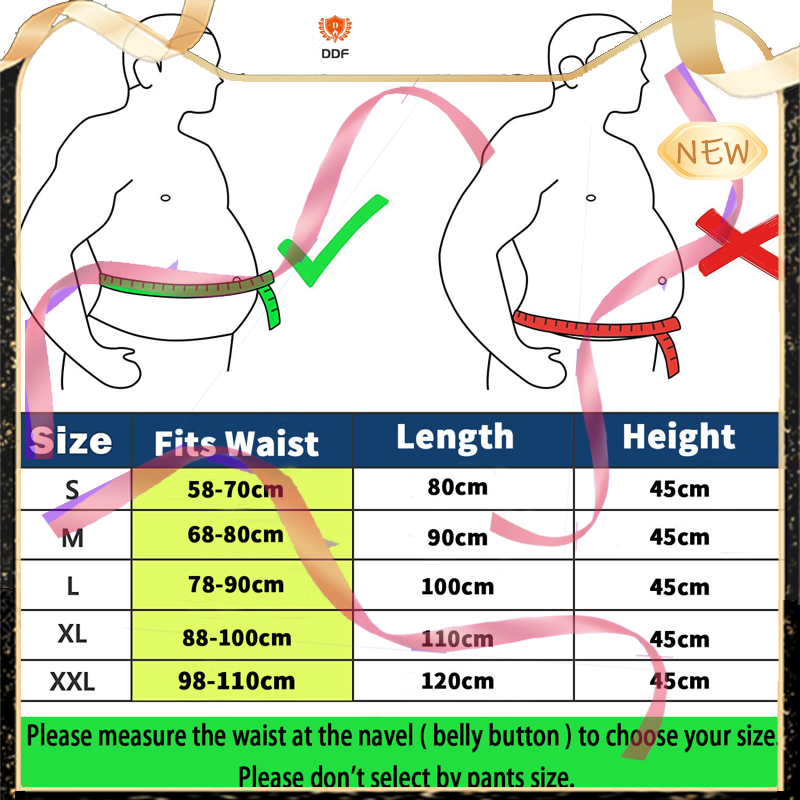 DDF
NEW
Size Fits Waist Length Height
S 58-70cm 80cm 45cm
M 68-80cm 90cm 45cm
L 78-90cm 100cm 45cm
XL 88-100cm 110cm 45cm
XXL 98-110cm 120cm 45cm
Please measure the waist at the navel ( belly button ) to choose your size.
Please don't select by pants size.